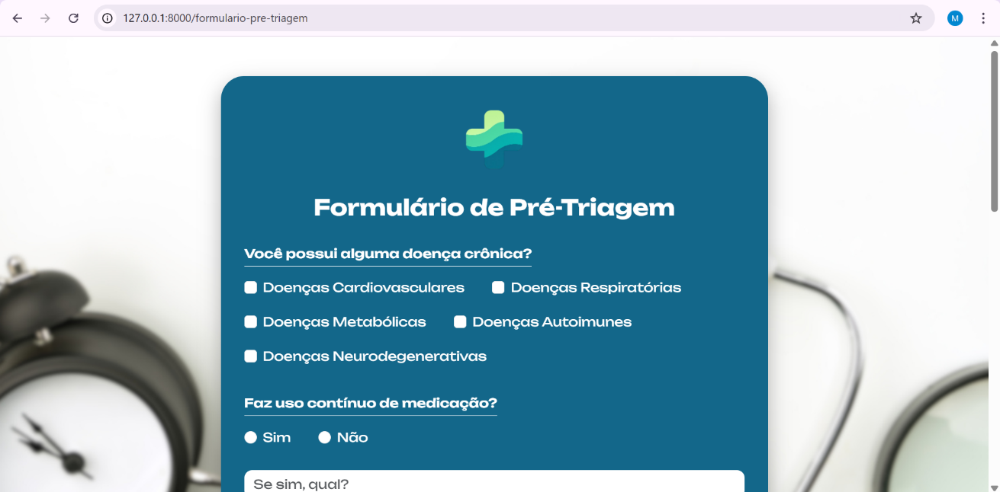 127.0.0.1:8000/formulario-pre-triagem
M
Formulário de Pré-Triagem
Você possui alguma doença crônica?
Doenças Cardiovasculares Doenças Respiratórias
Doenças Metabólicas Doenças Autoimunes
Doenças Neurodegenerativas
Faz uso contínuo de medicação?
Sim Não
Se sim, qual?